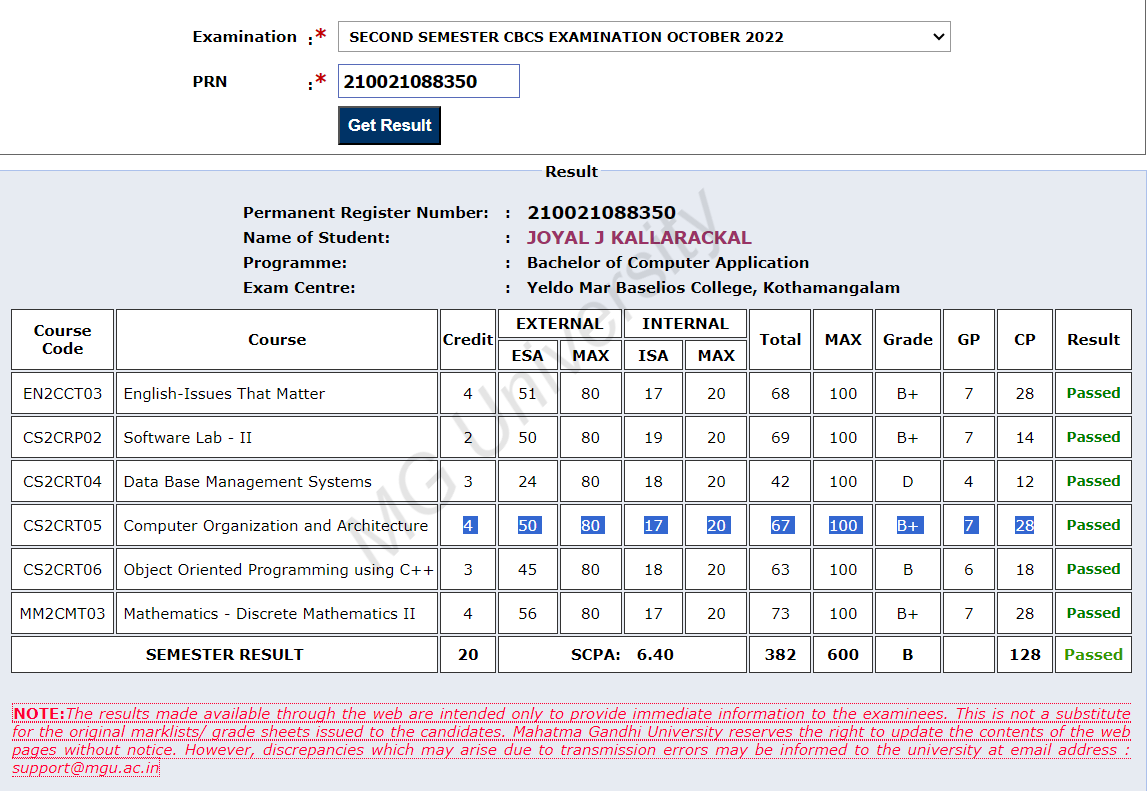 Examination :* SECOND SEMESTER CBCS EXAMINATION OCTOBER 2022
PRN :* 210021088350
Get Result
Result
Permanent Register Number: : 210021088350
Name of Student: : JOYAL J KALLARACKAL
Programme: : Bachelor of Computer Application
Exam Centre: : Yeldo Mar Baselios College, Kothamangalam
Course Code Course Credit EXTERNAL INTERNAL Total MAX Grade GP CP Result
ESA MAX ISA MAX
EN2CCT03 English-Issues That Matter 4 51 80 17 20 68 100 B+ 7 28 Passed
CS2CRP02 Software Lab - II 2 50 80 19 20 69 100 B+ 7 14 Passed
CS2CRT04 Data Base Management Systems 3 24 80 18 20 42 100 D 4 12 Passed
CS2CRT05 Computer Organization and Architecture 4 50 80 17 20 67 100 B+ 7 28 Passed
CS2CRT06 Object Oriented Programming using C++ 3 45 80 18 20 63 100 B 6 18 Passed
MM2CMT03 Mathematics - Discrete Mathematics II 4 56 80 17 20 73 100 B+ 7 28 Passed
SEMESTER RESULT 20 SCPA: 6.40 382 600 B 128 Passed
MG University
NOTE:The results made available through the web are intended only to provide immediate information to the examinees. This is not a substitute
for the original marklists/ grade sheets issued to the candidates. Mahatma Gandhi University reserves the right to update the contents of the web
pages without notice. However, discrepancies which may arise due to transmission errors may be informed to the university at email address :
support@mgu.ac.in